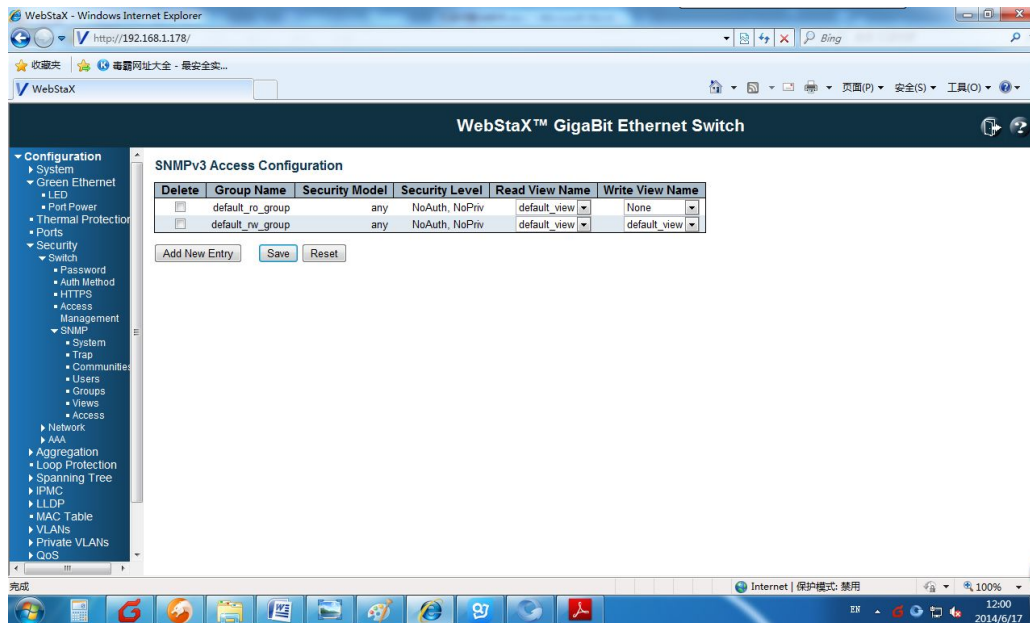 WebStaX - Windows Internet Explorer
http://192.168.1.178/
Bing
收藏夹
毒霸网址大全 - 最安全实...
WebStaX
页面(P)
安全(S)
工具(O)
WebStaX™ GigaBit Ethernet Switch
Configuration
System
Green Ethernet
LED
Port Power
Thermal Protection
Ports
Security
Switch
Password
Auth Method
HTTPS
Access
Management
SNMP
System
Trap
Communities
Users
Groups
Views
Access
Network
AAA
Aggregation
Loop Protection
Spanning Tree
IPMC
LLDP
MAC Table
VLANs
Private VLANs
QoS
SNMPv3 Access Configuration
Delete Group Name Security Model Security Level Read View Name Write View Name
default_ro_group any NoAuth, NoPriv default_view None
default_rw_group any NoAuth, NoPriv default_view default_view
Add New Entry Save Reset
完成
Internet | 保护模式: 禁用
100%
EN
12:00
2014/6/17